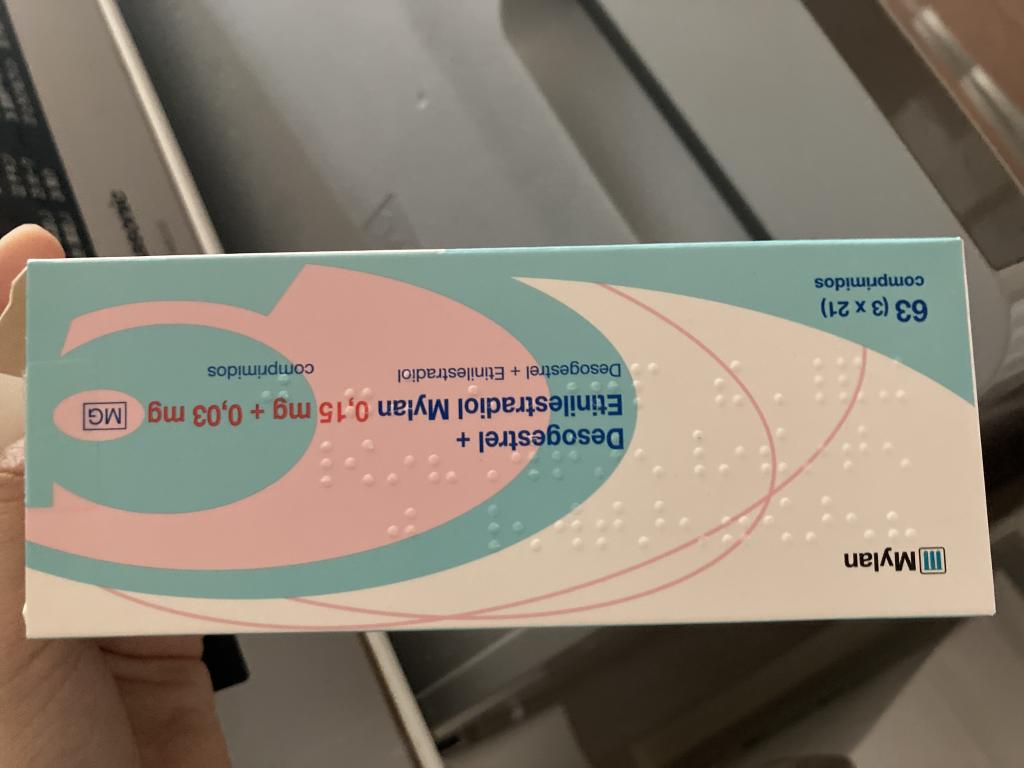 Mylan
Desogestrel +
Etinilestradiol Mylan 0,15 mg + 0,03 mg MG
Desogestrel + Etinilestradiol comprimidos
63 (3 x 21)
comprimidos